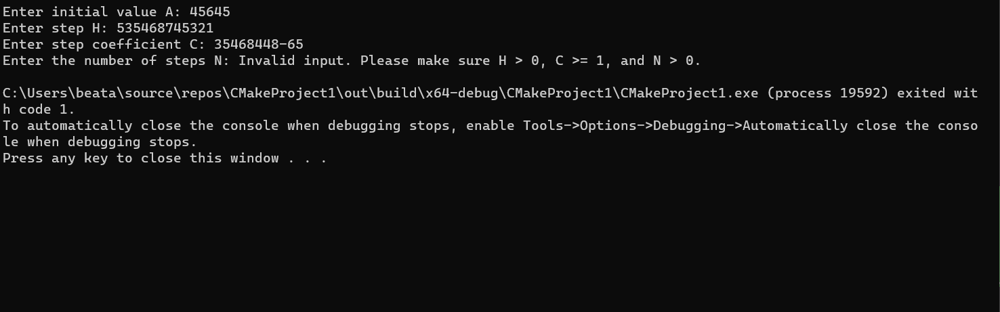 Enter initial value A: 45645
Enter step H: 535468745321
Enter step coefficient C: 35468448-65
Enter the number of steps N: Invalid input. Please make sure H > 0, C >= 1, and N > 0.
C:\Users\beata\source\repos\CMakeProject1\out\build\x64-debug\CMakeProject1\CMakeProject1.exe (process 19592) exited wit
h code 1.
To automatically close the console when debugging stops, enable Tools->Options->Debugging->Automatically close the conso
le when debugging stops.
Press any key to close this window . . .